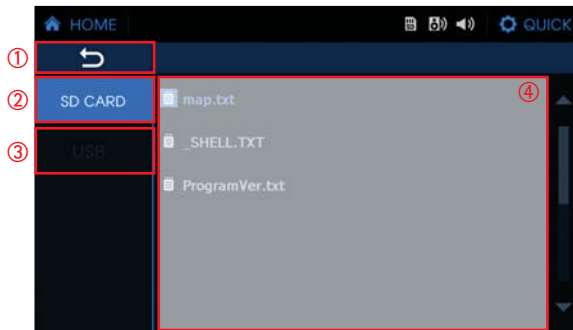 HOME
QUICK
①
②
SD CARD
map.txt
④
③
USB
_SHELL.TXT
ProgramVer.txt